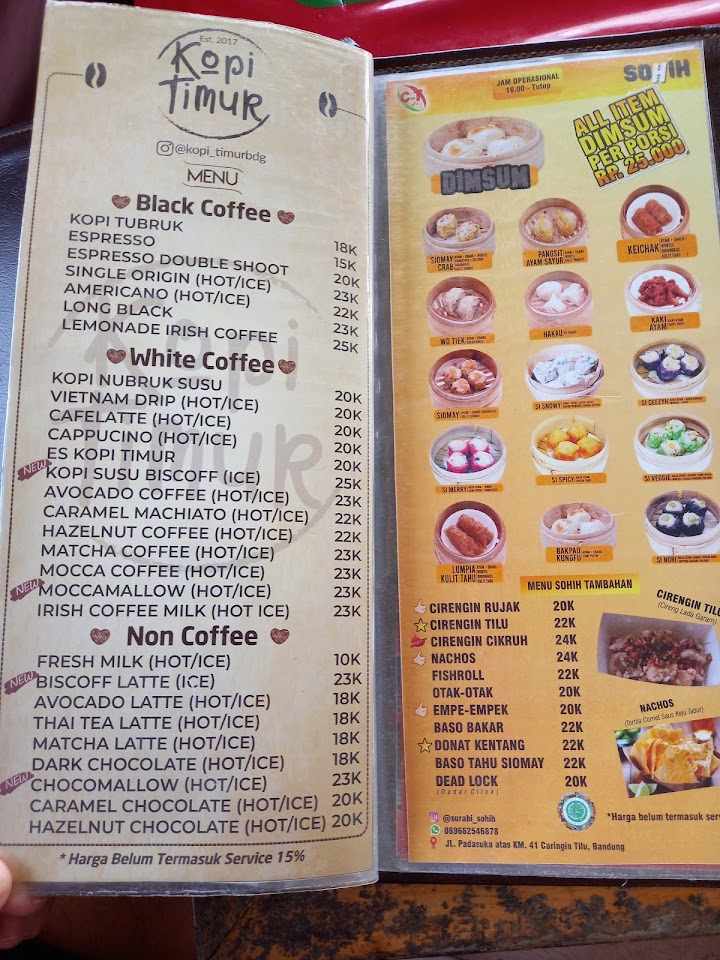 Est. 2017
Kopi
Timur
@kopi_timurbdg
MENU
Black Coffee
KOPI TUBRUK 18K
ESPRESSO 15K
ESPRESSO DOUBLE SHOOT 20K
SINGLE ORIGIN (HOT/ICE) 23K
AMERICANO (HOT/ICE) 22K
LONG BLACK 23K
LEMONADE IRISH COFFEE 25K
White Coffee
KOPI NUBRUK SUSU 20K
VIETNAM DRIP (HOT/ICE) 20K
CAFELATTE (HOT/ICE) 20K
CAPPUCINO (HOT/ICE) 20K
ES KOPI TIMUR 20K
NEW KOPI SUSU BISCOFF (ICE) 25K
AVOCADO COFFEE (HOT/ICE) 23K
CARAMEL MACHIATO (HOT/ICE) 22K
HAZELNUT COFFEE (HOT/ICE) 22K
MATCHA COFFEE (HOT/ICE) 23K
MOCCA COFFEE (HOT/ICE) 23K
NEW MOCCAMALLOW (HOT/ICE) 23K
IRISH COFFEE MILK (HOT ICE) 23K
Non Coffee
FRESH MILK (HOT/ICE) 10K
NEW BISCOFF LATTE (ICE) 23K
AVOCADO LATTE (HOT/ICE) 18K
THAI TEA LATTE (HOT/ICE) 18K
MATCHA LATTE (HOT/ICE) 18K
DARK CHOCOLATE (HOT/ICE) 18K
NEW CHOCOMALLOW (HOT/ICE) 23K
CARAMEL CHOCOLATE (HOT/ICE) 20K
HAZELNUT CHOCOLATE (HOT/ICE) 20K
* Harga Belum Termasuk Service 15%
JAM OPERASIONAL
16.00 - Tutup
SOHIH
ALL ITEM
DIMSUM
PER PORSI
RP. 25.000
DIMSUM
SIOMAY
CRAB
PANGSIT
AYAM SAYUR
KEICHAK
WO TIEK
HAKAU
KAKI
AYAM
SIOMAY
SI SNOWY
SI CEEZYN
SI MERRY
SI SPICY
SI VEGGIE
LUMPIA
KULIT TAHU
BAKPAO
KUNGFU
SI NORI
MENU SOHIH TAMBAHAN
CIRENGIN RUJAK 20K
CIRENGIN TILU 22K
CIRENGIN CIKRUH 24K
NACHOS 24K
FISHROLL 22K
OTAK-OTAK 20K
EMPE-EMPEK 20K
BASO BAKAR 22K
DONAT KENTANG 22K
BASO TAHU SIOMAY 22K
DEAD LOCK 20K
(Dadar Cilok)
CIRENGIN TILU
(Cireng Lada Garam)
NACHOS
(Tortila Cornet Saus Keju Tabur)
@surabi_sohib
089662546878
JL. Padasuka atas KM. 41 Caringin Tilu, Bandung
*Harga belum termasuk